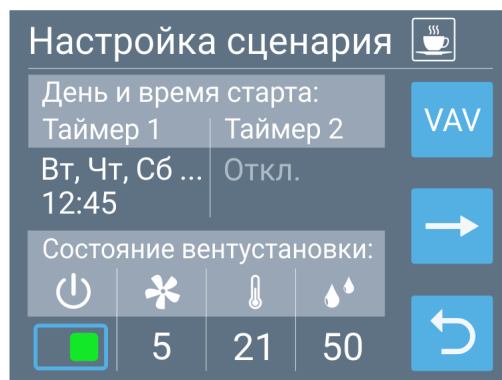 Настройка сценария
День и время старта:
Таймер 1 Таймер 2
VAV
Вт, Чт, Сб ... Откл.
12:45
Состояние вентустановки:
5 21 50